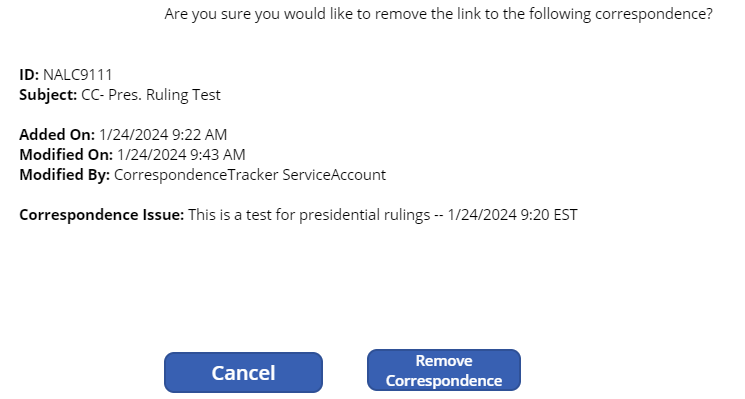 Are you sure you would like to remove the link to the following correspondence?
ID: NALC9111
Subject: CC- Pres. Ruling Test
Added On: 1/24/2024 9:22 AM
Modified On: 1/24/2024 9:43 AM
Modified By: CorrespondenceTracker ServiceAccount
Correspondence Issue: This is a test for presidential rulings -- 1/24/2024 9:20 EST
Cancel
Remove
Correspondence